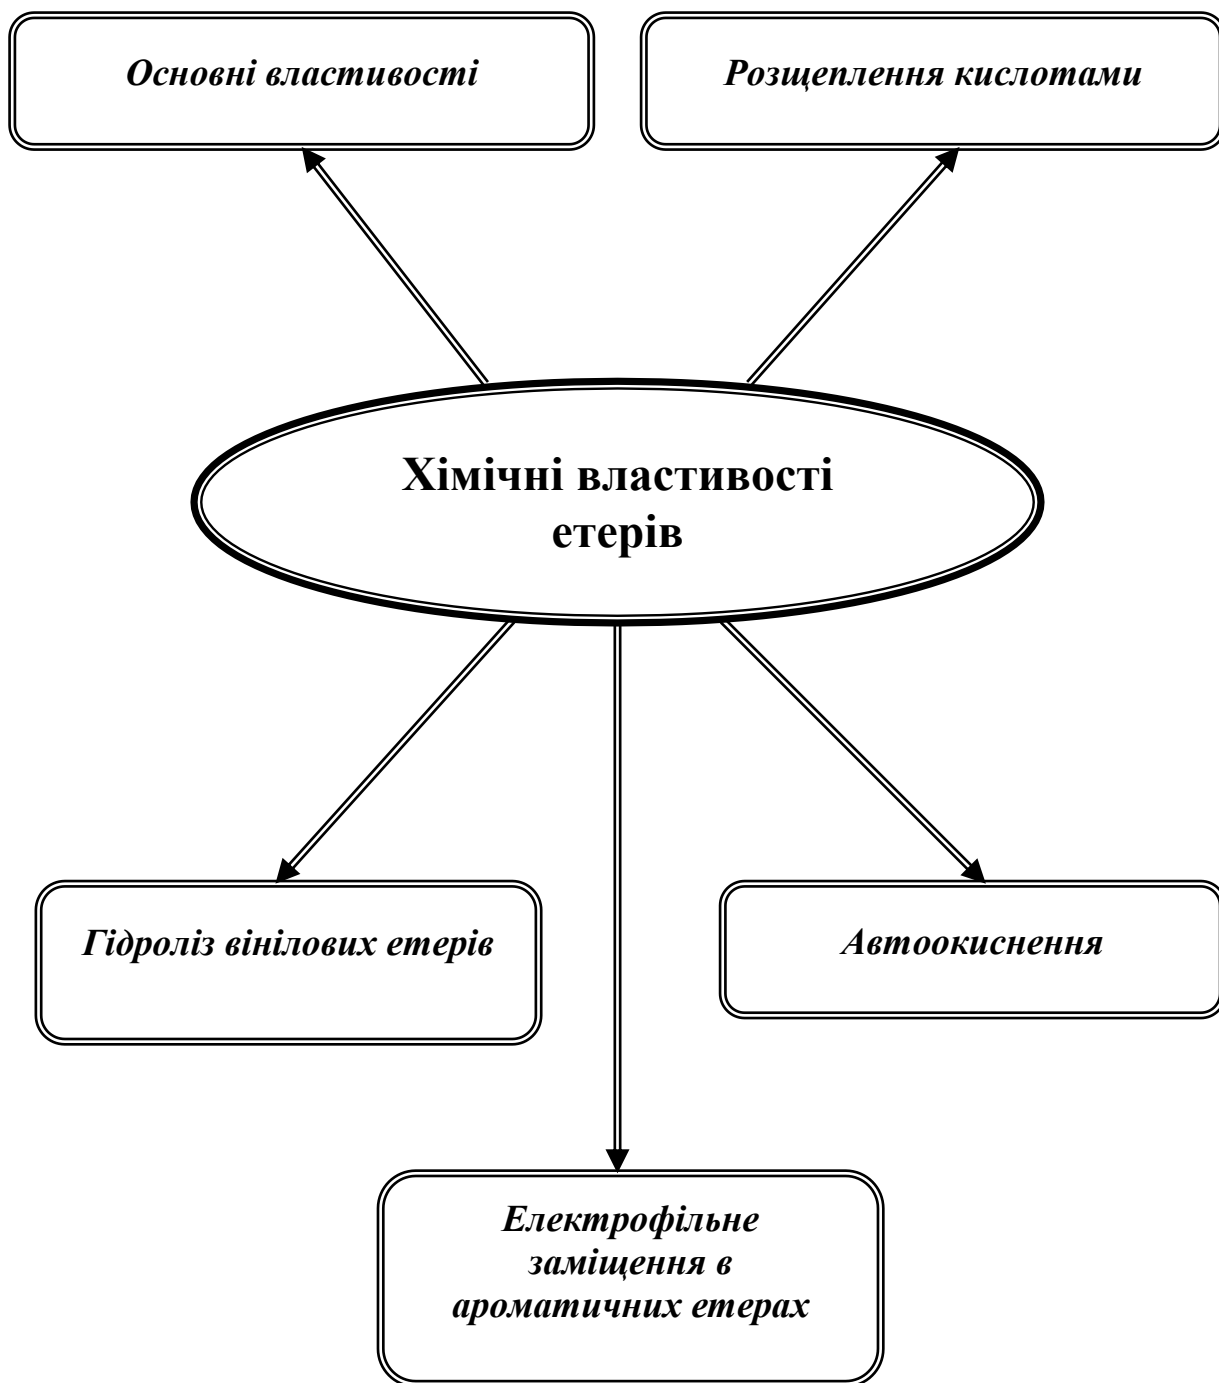 Основні властивості
Розщеплення кислотами
Хімічні властивості
етерів
Гідроліз вінілових етерів
Автоокиснення
Електрофільне
заміщення в
ароматичних етерах